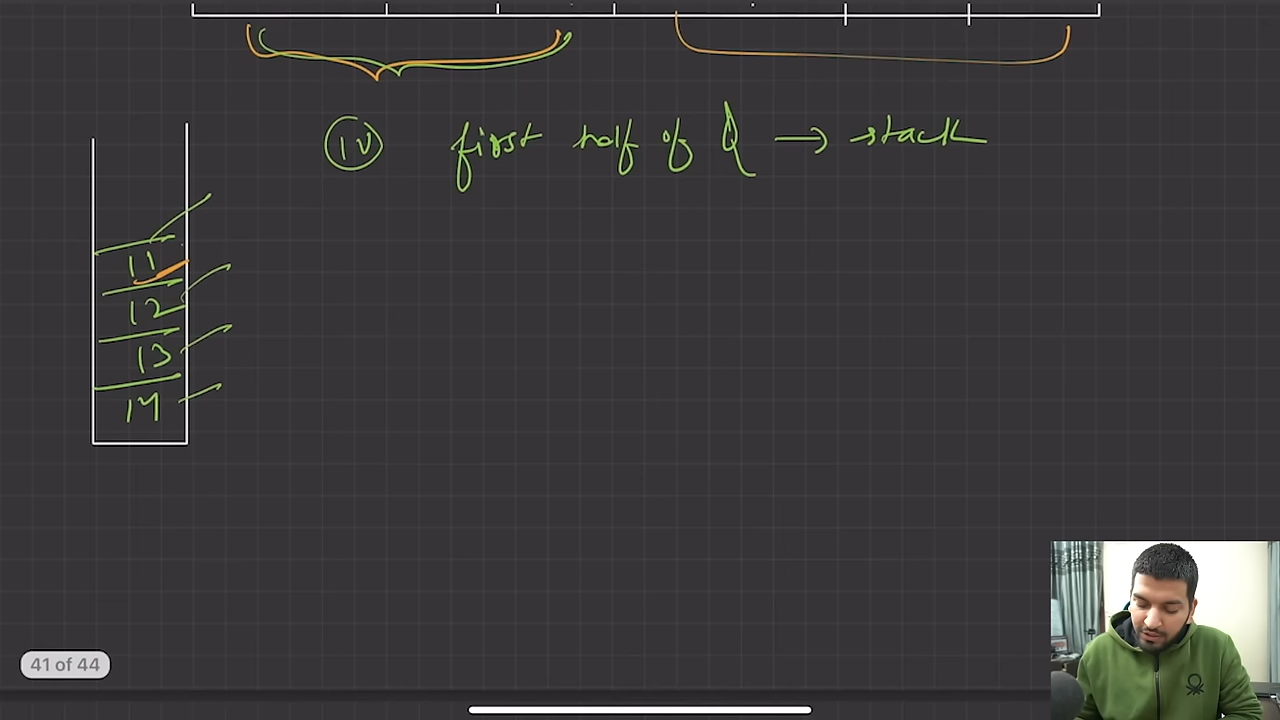 (iv) first half of Q → stack
11
12
13
14
41 of 44